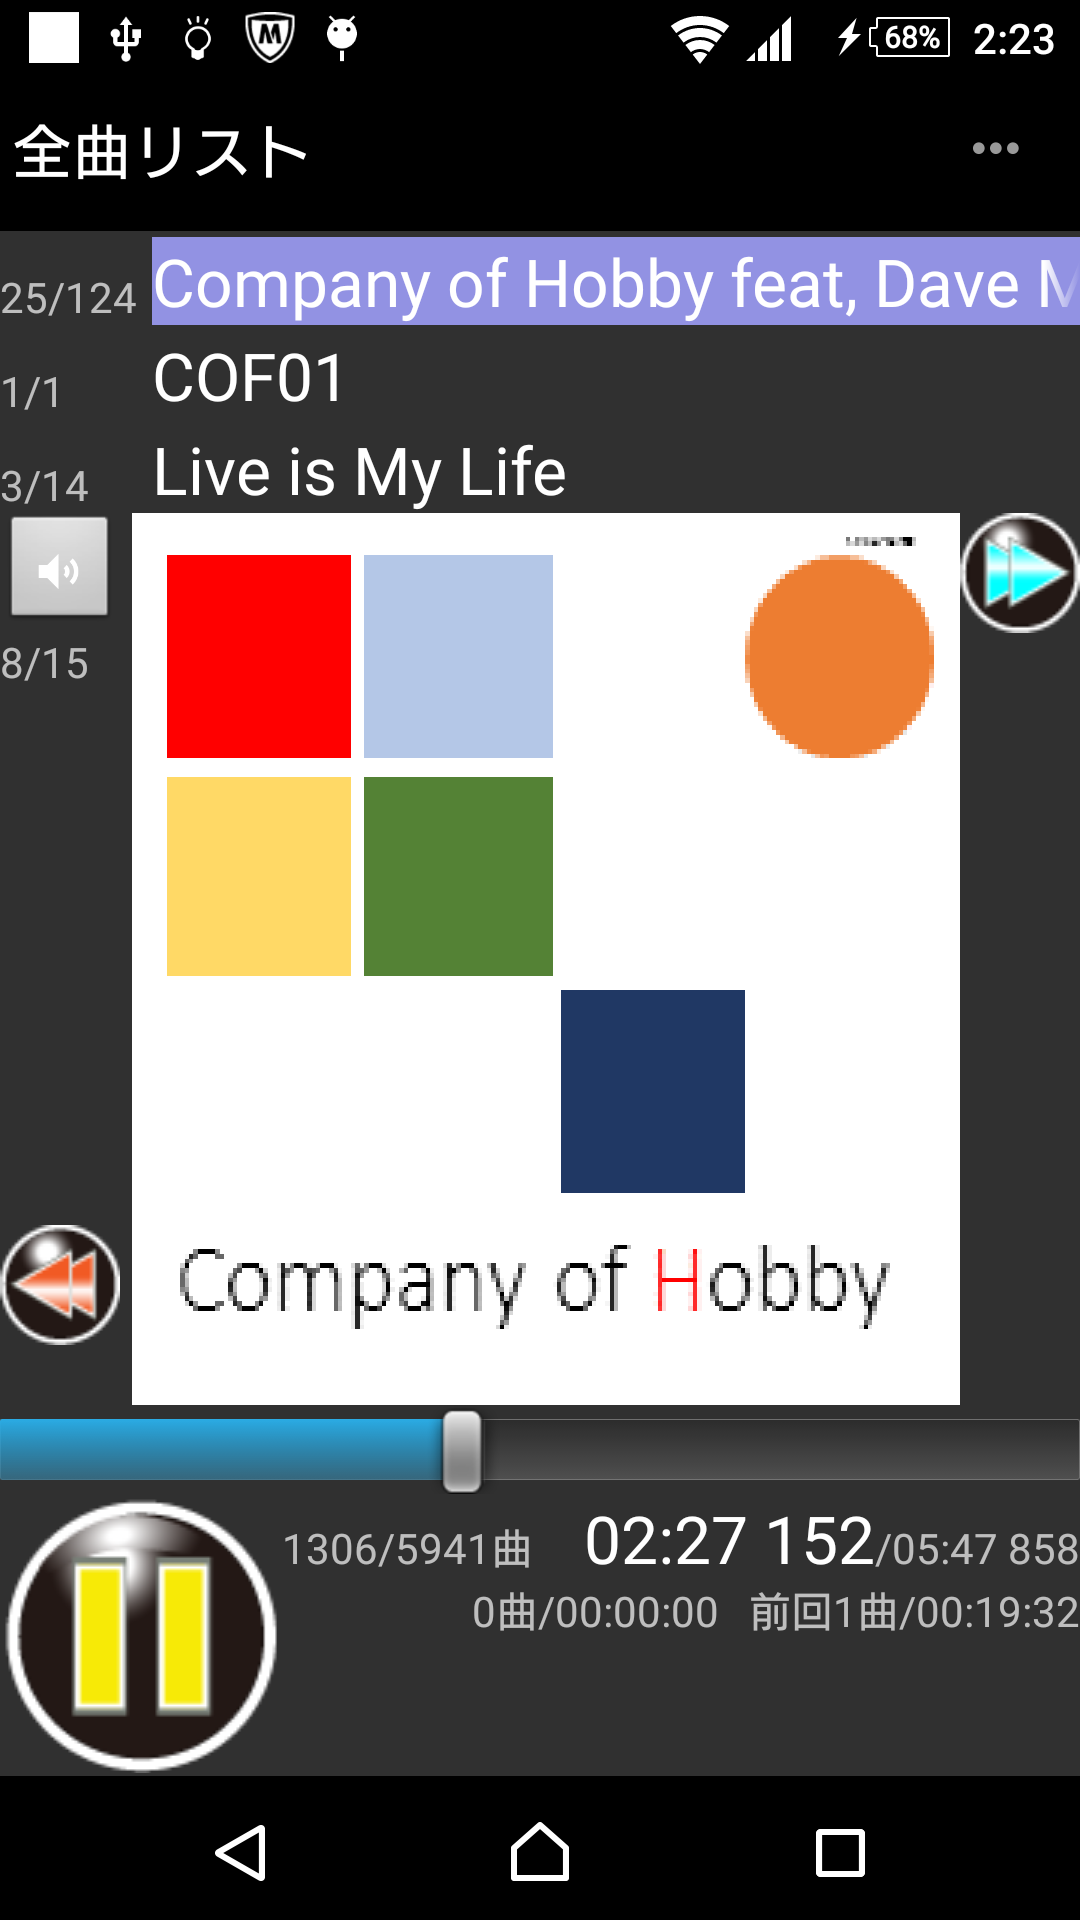 68% 2:23
全曲リスト
25/124 Company of Hobby feat, Dave
1/1 COF01
3/14 Live is My Life
8/15
Company of Hobby
1306/5941曲 02:27 152/05:47 858
0曲/00:00:00 前回1曲/00:19:32